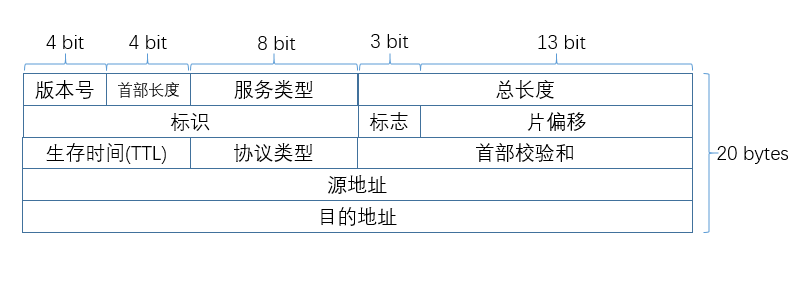 4 bit 4 bit 8 bit 3 bit 13 bit
版本号 首部长度 服务类型 总长度
标识 标志 片偏移
生存时间(TTL) 协议类型 首部校验和
20 bytes
源地址
目的地址